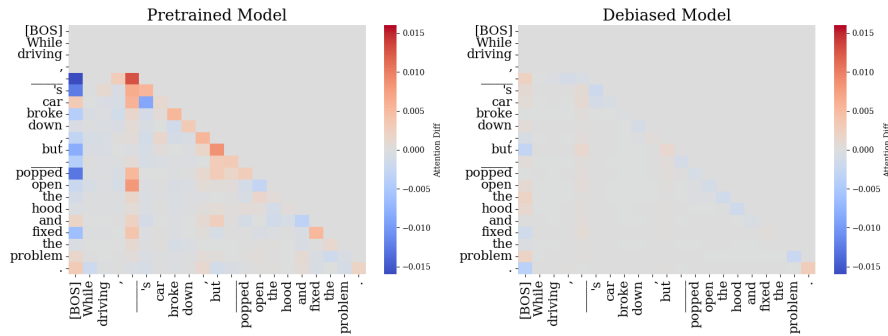 Pretrained Model
[BOS]
While
driving
,
____
's
car
broke
down
,
but
____
popped
open
the
hood
and
fixed
the
problem
.
[BOS]
While
driving
,
____
's
car
broke
down
,
but
____
popped
open
the
hood
and
fixed
the
problem
.
0.015
0.010
0.005
0.000
−0.005
−0.010
−0.015
Attention Diff
Debiased Model
[BOS]
While
driving
,
____
's
car
broke
down
,
but
____
popped
open
the
hood
and
fixed
the
problem
.
[BOS]
While
driving
,
____
's
car
broke
down
,
but
____
popped
open
the
hood
and
fixed
the
problem
.
0.015
0.010
0.005
0.000
−0.005
−0.010
−0.015
Attention Diff